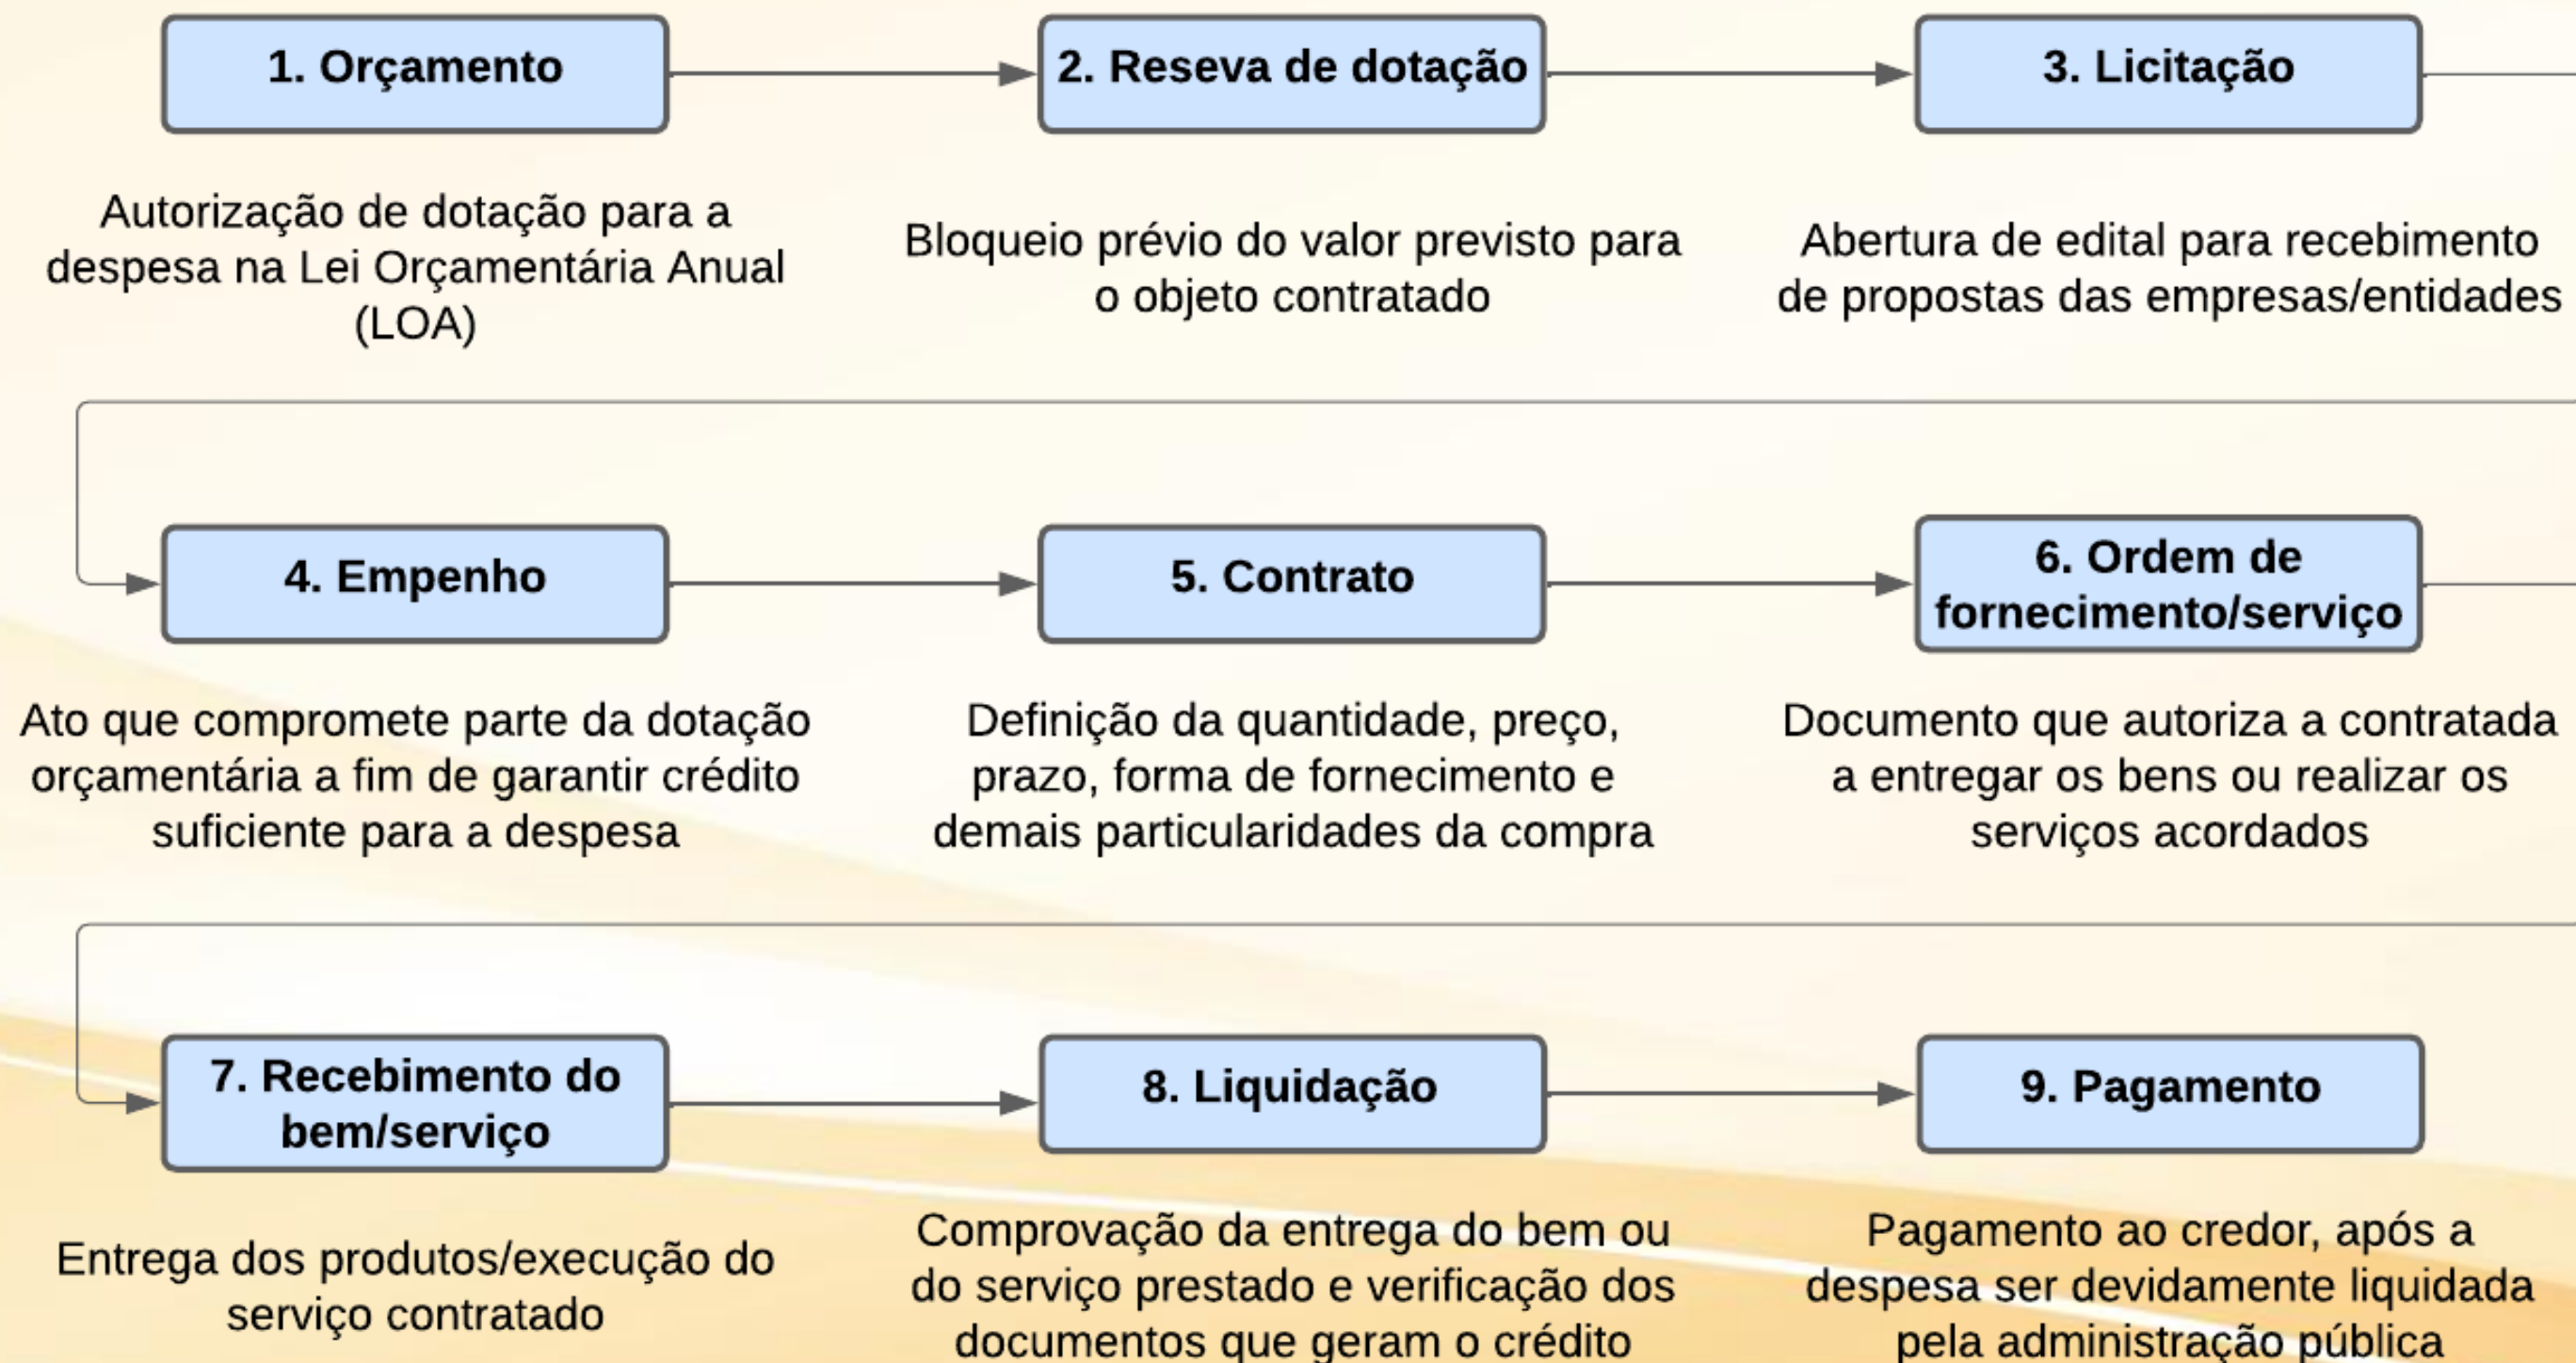 1. Orçamento
2. Reseva de dotação
3. Licitação
Autorização de dotação para a
despesa na Lei Orçamentária Anual
(LOA)
Bloqueio prévio do valor previsto para
o objeto contratado
Abertura de edital para recebimento
de propostas das empresas/entidades
4. Empenho
5. Contrato
6. Ordem de
fornecimento/serviço
Ato que compromete parte da dotação
orçamentária a fim de garantir crédito
suficiente para a despesa
Definição da quantidade, preço,
prazo, forma de fornecimento e
demais particularidades da compra
Documento que autoriza a contratada
a entregar os bens ou realizar os
serviços acordados
7. Recebimento do
bem/serviço
8. Liquidação
9. Pagamento
Entrega dos produtos/execução do
serviço contratado
Comprovação da entrega do bem ou
do serviço prestado e verificação dos
documentos que geram o crédito
Pagamento ao credor, após a
despesa ser devidamente liquidada
pela administração pública